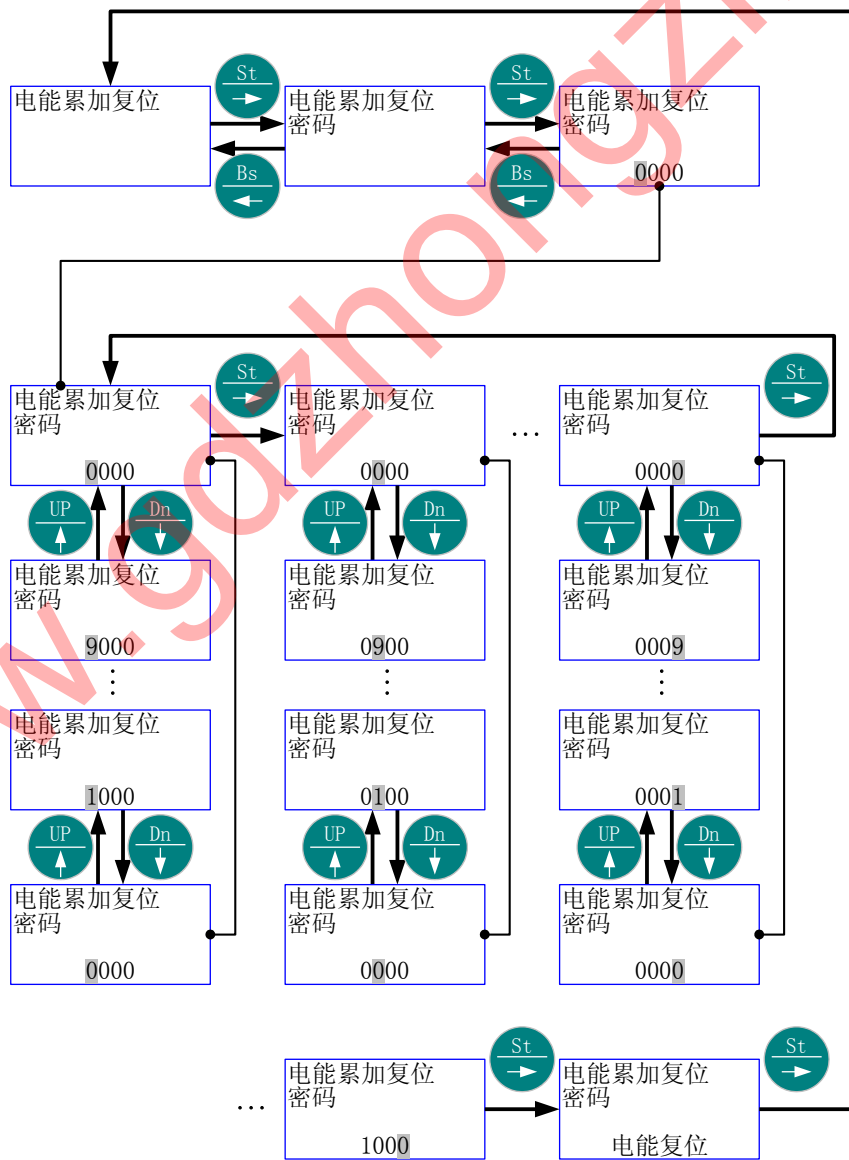 St
St
电能累加复位
电能累加复位
密码
电能累加复位
密码
0000
Bs
Bs
St
St
电能累加复位
密码
0000
电能累加复位
密码
0000
…
电能累加复位
密码
0000
UP
Dn
UP
Dn
UP
Dn
电能累加复位
密码
9000
电能累加复位
密码
0900
电能累加复位
密码
0009
⋮
⋮
⋮
电能累加复位
密码
1000
电能累加复位
密码
0100
电能累加复位
密码
0001
UP
Dn
UP
Dn
UP
Dn
电能累加复位
密码
0000
电能累加复位
密码
0000
电能累加复位
密码
0000
St
St
…
电能累加复位
密码
1000
电能累加复位
密码
电能复位
w.gdzhongz